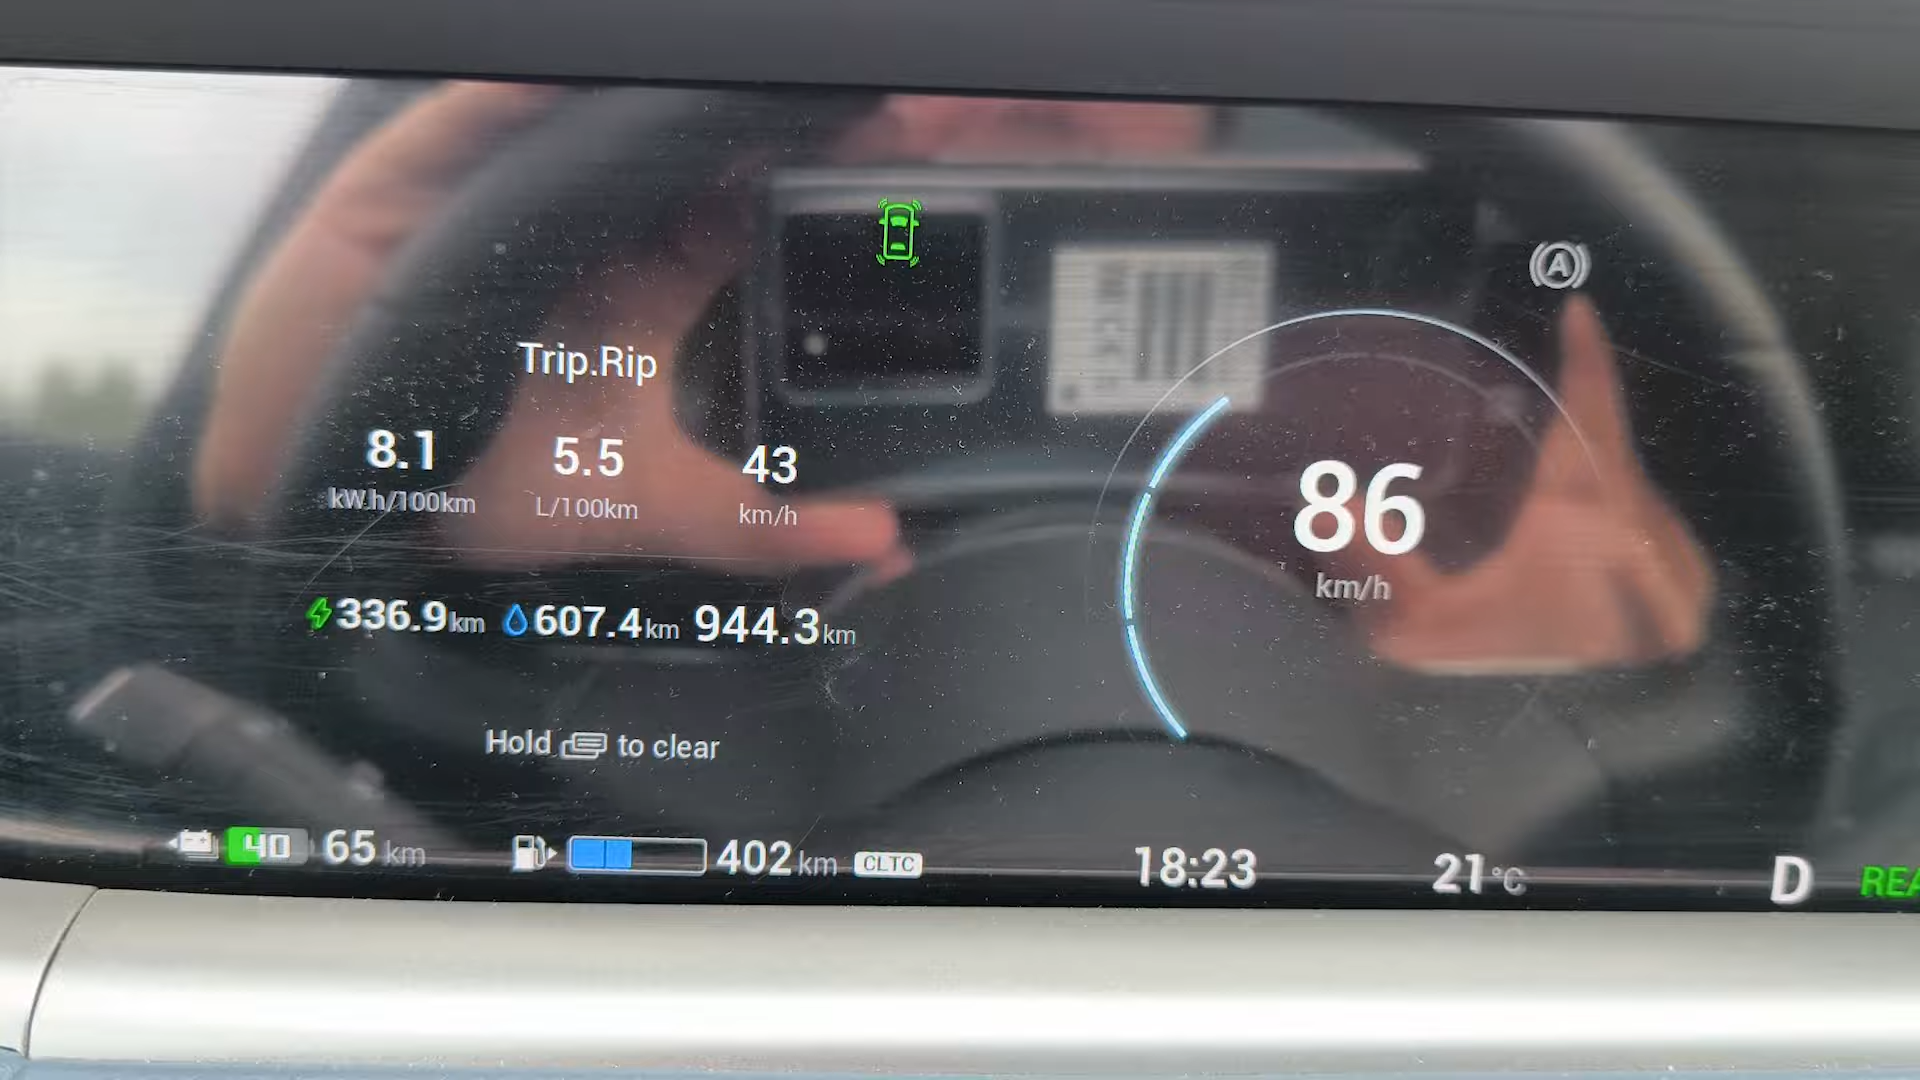 Trip.Rip
8.1 5.5 43
kW.h/100km L/100km km/h
336.9km 607.4km 944.3km
Hold to clear
A
86
km/h
40 65 km 402 km CLTC 18:23 21°C D REA